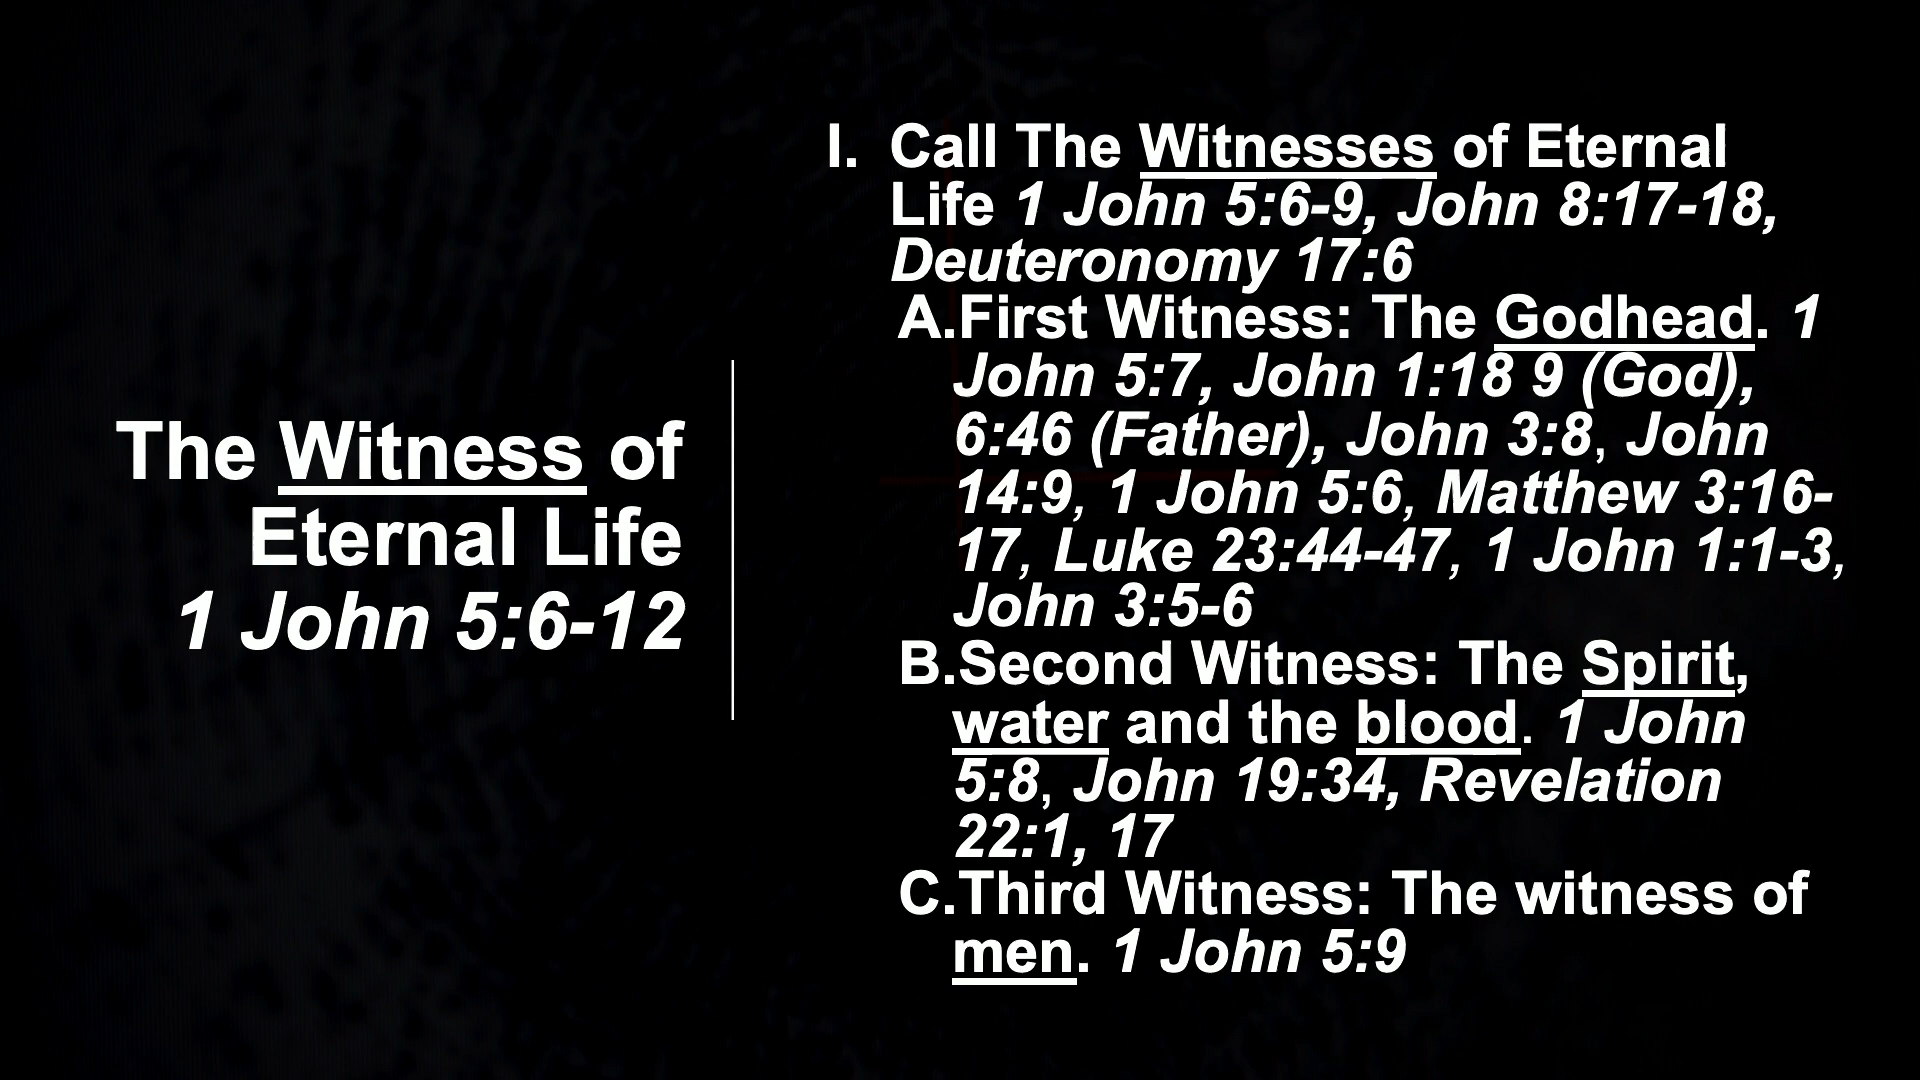 The Witness of
Eternal Life
1 John 5:6-12
I. Call The Witnesses of Eternal
Life 1 John 5:6-9, John 8:17-18,
Deuteronomy 17:6
A.First Witness: The Godhead. 1
John 5:7, John 1:18 9 (God),
6:46 (Father), John 3:8, John
14:9, 1 John 5:6, Matthew 3:16-
17, Luke 23:44-47, 1 John 1:1-3,
John 3:5-6
B.Second Witness: The Spirit,
water and the blood. 1 John
5:8, John 19:34, Revelation
22:1, 17
C.Third Witness: The witness of
men. 1 John 5:9